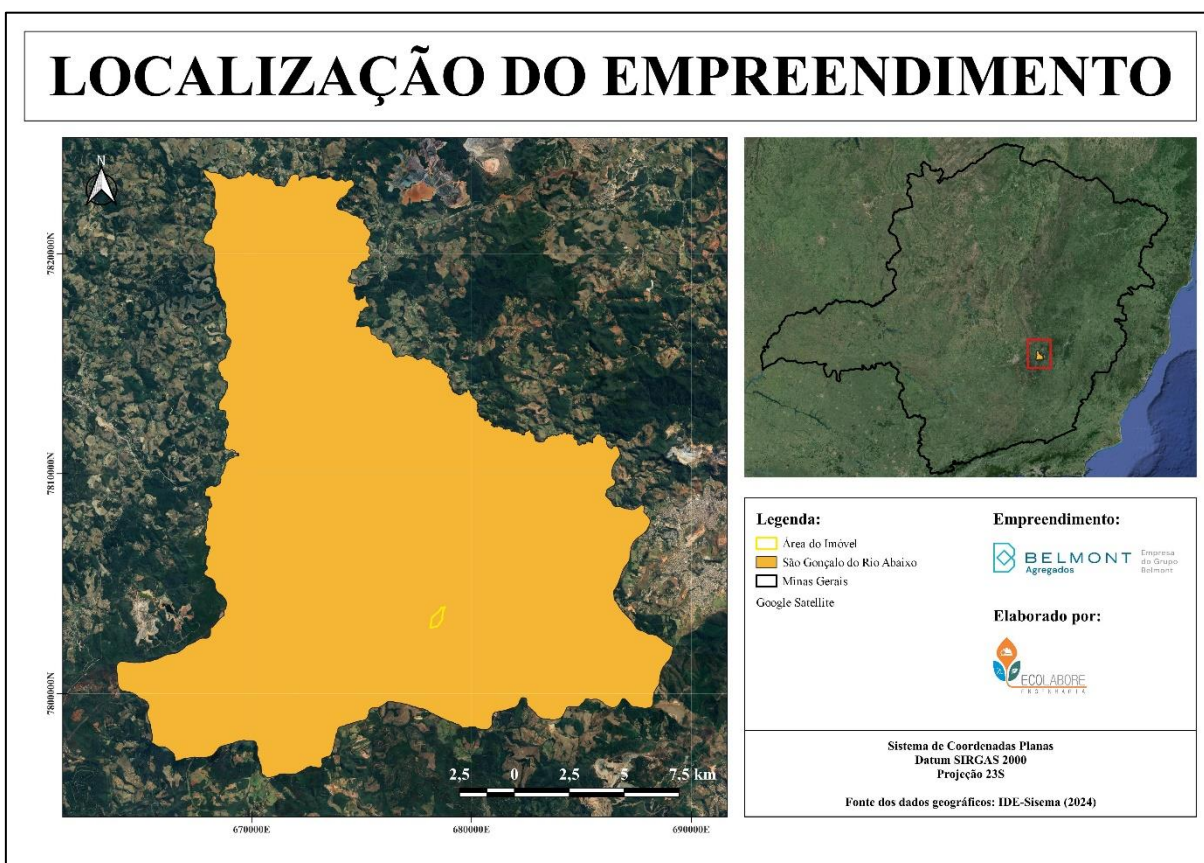 LOCALIZAÇÃO DO EMPREENDIMENTO
N
7820000N
7810000N
7800000N
2,5 0 2,5 5 7,5 km
670000E 680000E 690000E
Legenda:
Área do Imóvel
São Gonçalo do Rio Abaixo
Minas Gerais
Google Satellite
Empreendimento:
BELMONT
Agregados
Empresa
do Grupo
Belmont
Elaborado por:
ECOLABORE
ENGENHARIA
Sistema de Coordenadas Planas
Datum SIRGAS 2000
Projeção 23S
Fonte dos dados geográficos: IDE-Sisema (2024)